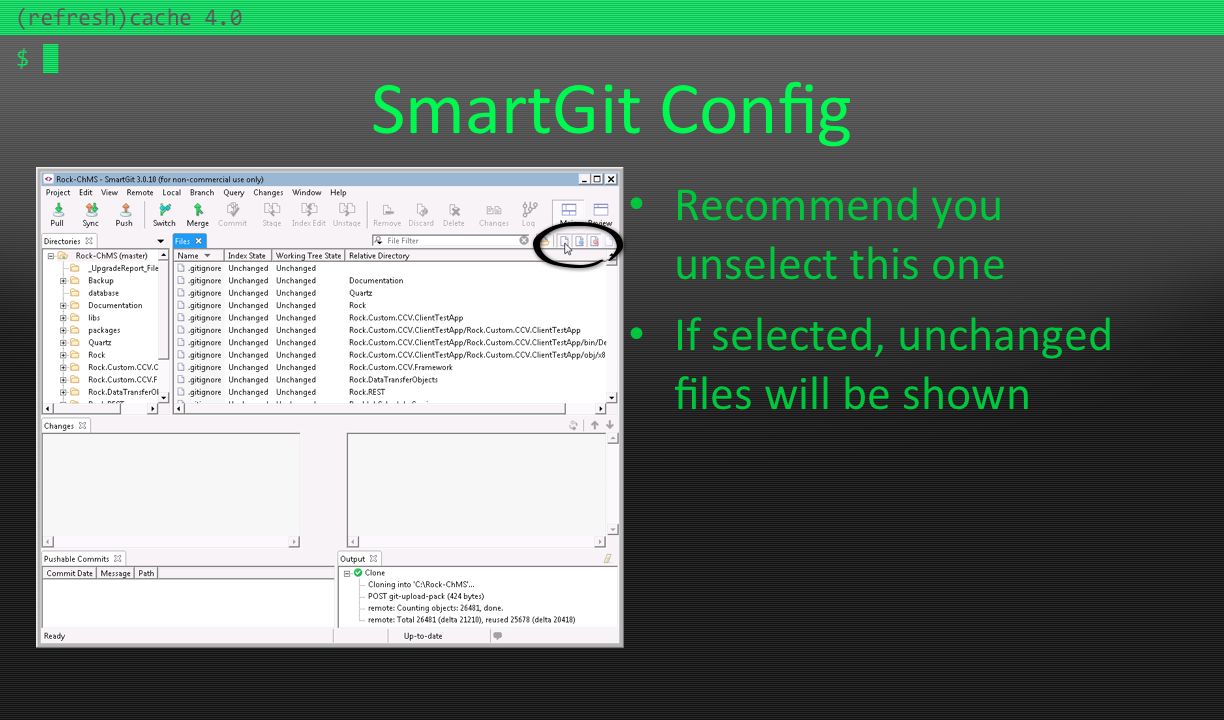 (refresh)cache 4.0
$
SmartGit Config
Rock-ChMS - SmartGit 3.0.10 (for non-commercial use only)
Project Edit View Remote Local Branch Query Changes Window Help
Pull Sync Push Switch Merge Commit Stage Index Edit Unstage Remove Discard Delete Changes Log Review
Directories Files File Filter
Name Index State Working Tree State Relative Directory
Rock-ChMS (master)
_UpgradeReport_File
Backup
database
Documentation
libs
packages
Quartz
Rock
Rock.Custom.CCV.C
Rock.Custom.CCV.F
Rock.DataTransferOl
.gitignore Unchanged Unchanged
.gitignore Unchanged Unchanged Documentation
.gitignore Unchanged Unchanged Quartz
.gitignore Unchanged Unchanged Rock
.gitignore Unchanged Unchanged Rock.Custom.CCV.ClientTestApp
.gitignore Unchanged Unchanged Rock.Custom.CCV.ClientTestApp/Rock.Custom.CCV.ClientTestApp
.gitignore Unchanged Unchanged Rock.Custom.CCV.ClientTestApp/Rock.Custom.CCV.ClientTestApp/bin/De
.gitignore Unchanged Unchanged Rock.Custom.CCV.ClientTestApp/Rock.Custom.CCV.ClientTestApp/obj/x8
.gitignore Unchanged Unchanged Rock.Custom.CCV.Framework
.gitignore Unchanged Unchanged Rock.DataTransferObjects
.gitignore Unchanged Unchanged Rock.REST
Changes
Pushable Commits
Commit Date Message Path
Output
Clone
Cloning into 'C:\Rock-ChMS'...
POST git-upload-pack (424 bytes)
remote: Counting objects: 26481, done.
remote: Total 26481 (delta 21210), reused 25678 (delta 20418)
Ready Up-to-date
• Recommend you
unselect this one
• If selected, unchanged
files will be shown